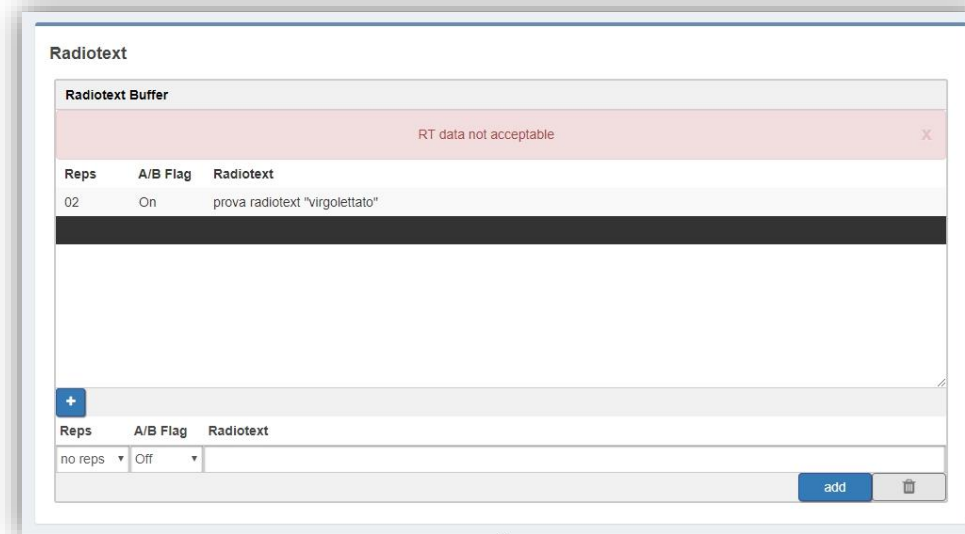 Radiotext
Radiotext Buffer
RT data not acceptable X
Reps A/B Flag Radiotext
02 On prova radiotext "virgolettato"
+
Reps A/B Flag Radiotext
no reps Off
add